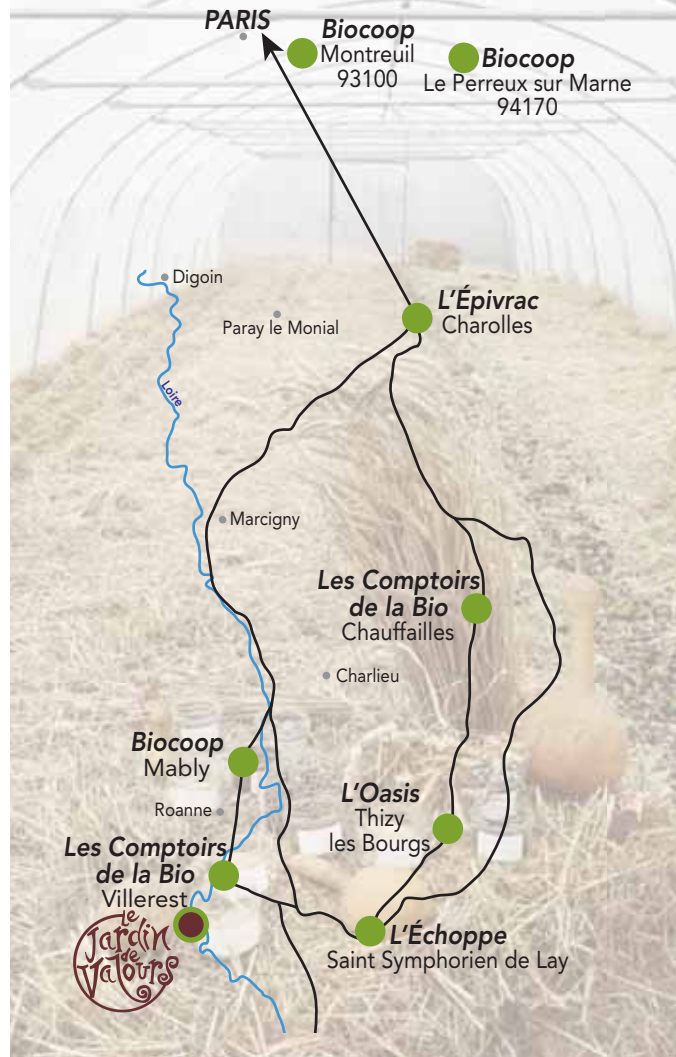 PARIS
Biocoop
Montreuil
93100
Biocoop
Le Perreux sur Marne
94170
Digoin
L'Épivrac
Charolles
Paray le Monial
Loire
Marcigny
Les Comptoirs
de la Bio
Chauffailles
Charlieu
Biocoop
Mably
L'Oasis
Thizy
les Bourgs
Roanne
Les Comptoirs
de la Bio
Villerest
Le
Jardin
de
Valours
L'Échoppe
Saint Symphorien de Lay